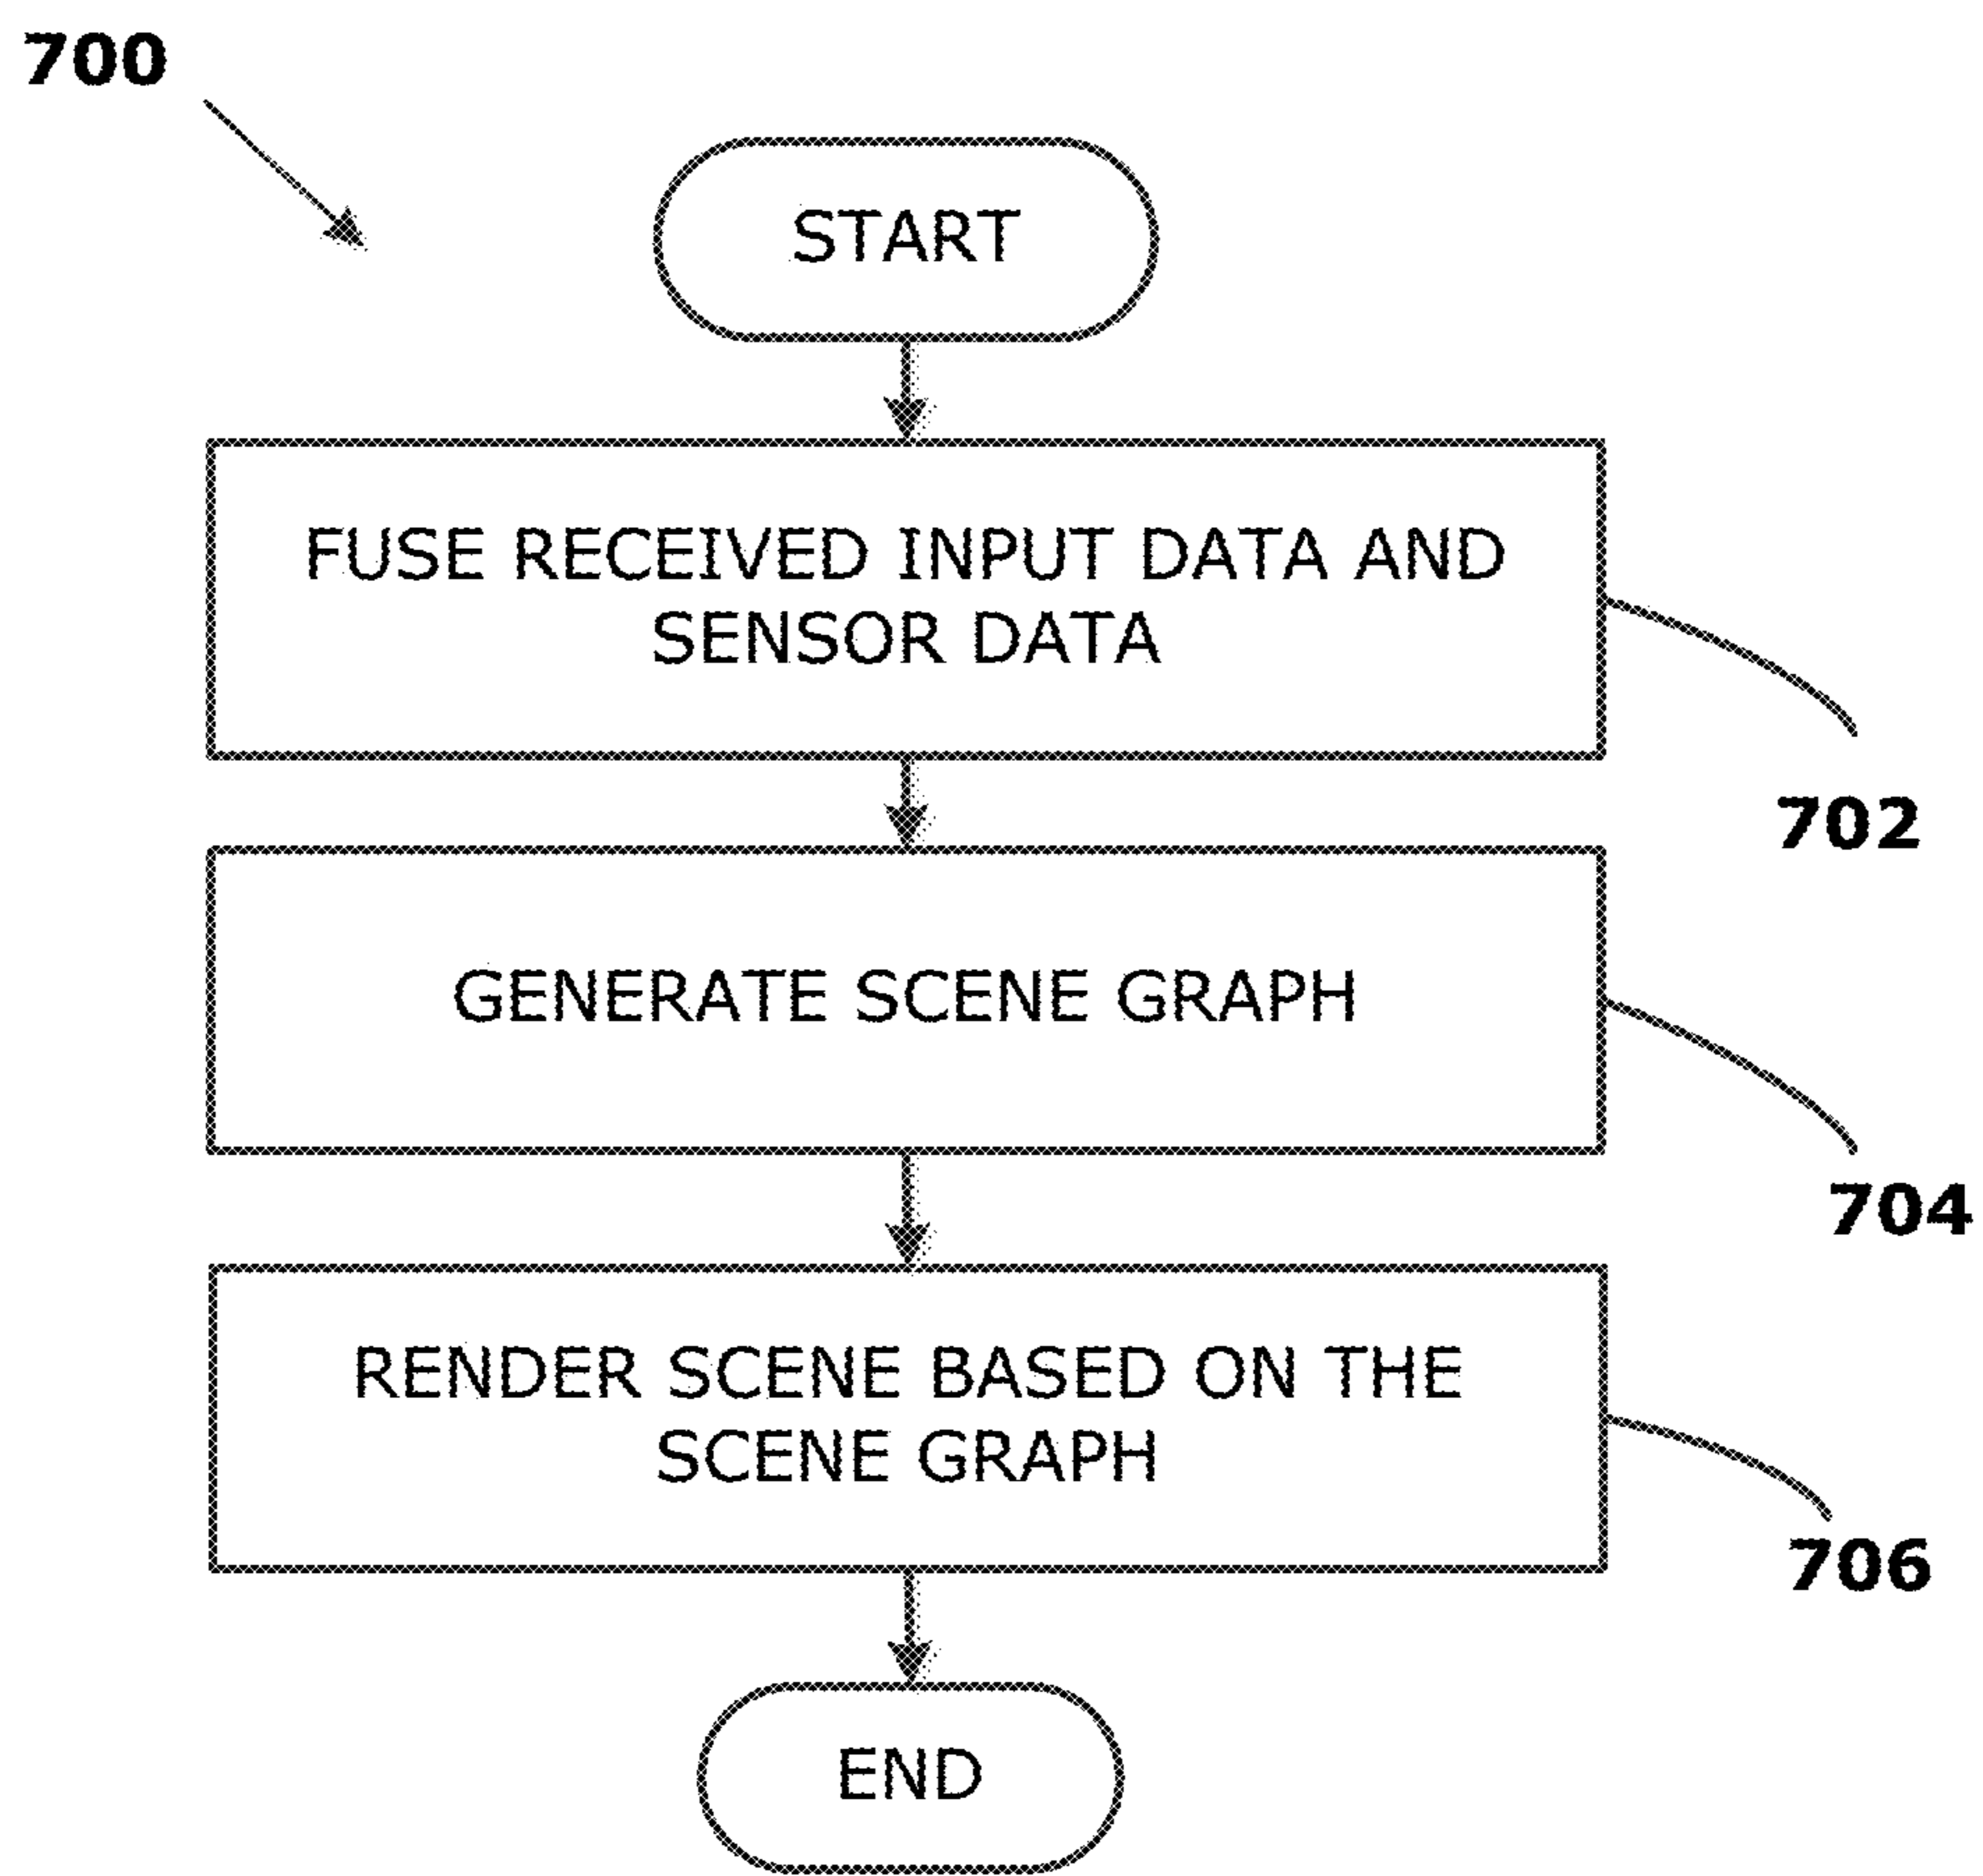 700
START
FUSE RECEIVED INPUT DATA AND
SENSOR DATA
702
GENERATE SCENE GRAPH
704
RENDER SCENE BASED ON THE
SCENE GRAPH
706
END